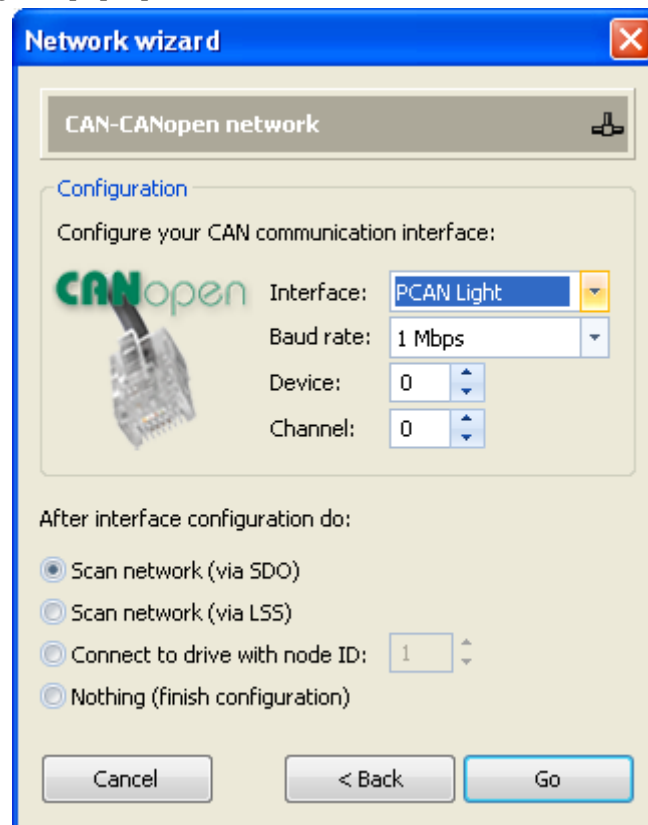 Network wizard
CAN-CANopen network
Configuration
Configure your CAN communication interface:
CANopen
Interface: PCAN Light
Baud rate: 1 Mbps
Device: 0
Channel: 0
After interface configuration do:
Scan network (via SDO)
Scan network (via LSS)
Connect to drive with node ID: 1
Nothing (finish configuration)
Cancel < Back Go